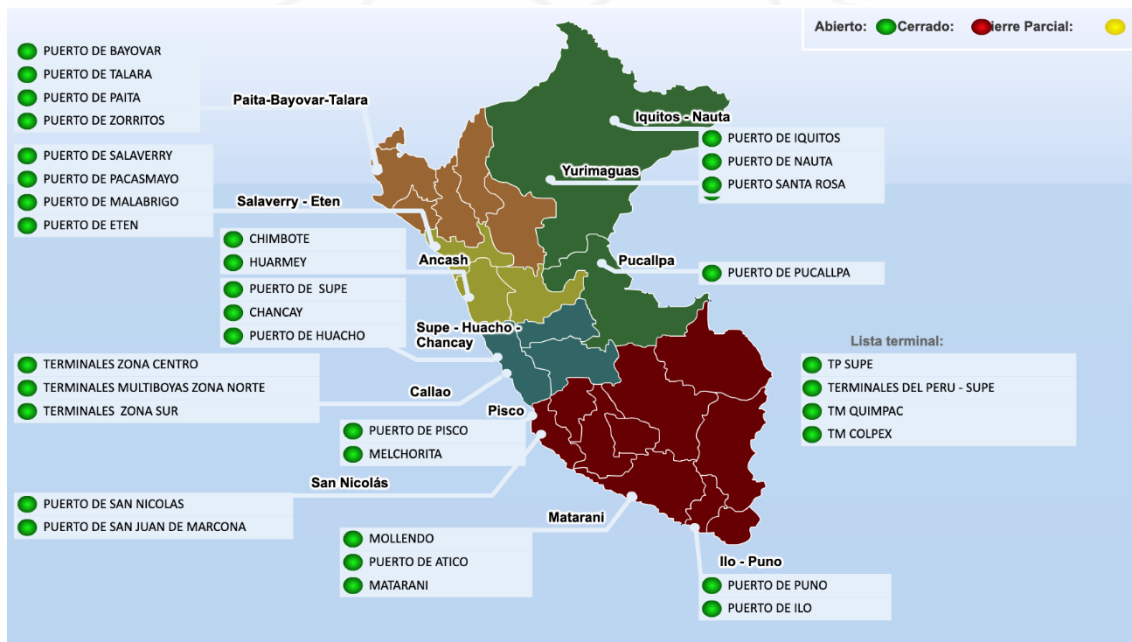 Abierto:
Cerrado:
ierre Parcial:
PUERTO DE BAYOVAR
PUERTO DE TALARA
PUERTO DE PAITA
PUERTO DE ZORRITOS
Paita-Bayovar-Talara
Iquitos - Nauta
PUERTO DE IQUITOS
PUERTO DE NAUTA
PUERTO SANTA ROSA
Yurimaguas
PUERTO DE SALAVERRY
PUERTO DE PACASMAYO
PUERTO DE MALABRIGO
PUERTO DE ETEN
Salaverry - Eten
CHIMBOTE
HUARMEY
Ancash
Pucallpa
PUERTO DE PUCALLPA
PUERTO DE SUPE
CHANCAY
PUERTO DE HUACHO
Supe - Huacho -
Chancay
TERMINALES ZONA CENTRO
TERMINALES MULTIBOYAS ZONA NORTE
TERMINALES ZONA SUR
Callao
Lista terminal:
TP SUPE
TERMINALES DEL PERU - SUPE
TM QUIMPAC
TM COLPEX
Pisco
PUERTO DE PISCO
MELCHORITA
San Nicolás
PUERTO DE SAN NICOLAS
PUERTO DE SAN JUAN DE MARCONA
Matarani
MOLLENDO
PUERTO DE ATICO
MATARANI
Ilo - Puno
PUERTO DE PUNO
PUERTO DE ILO